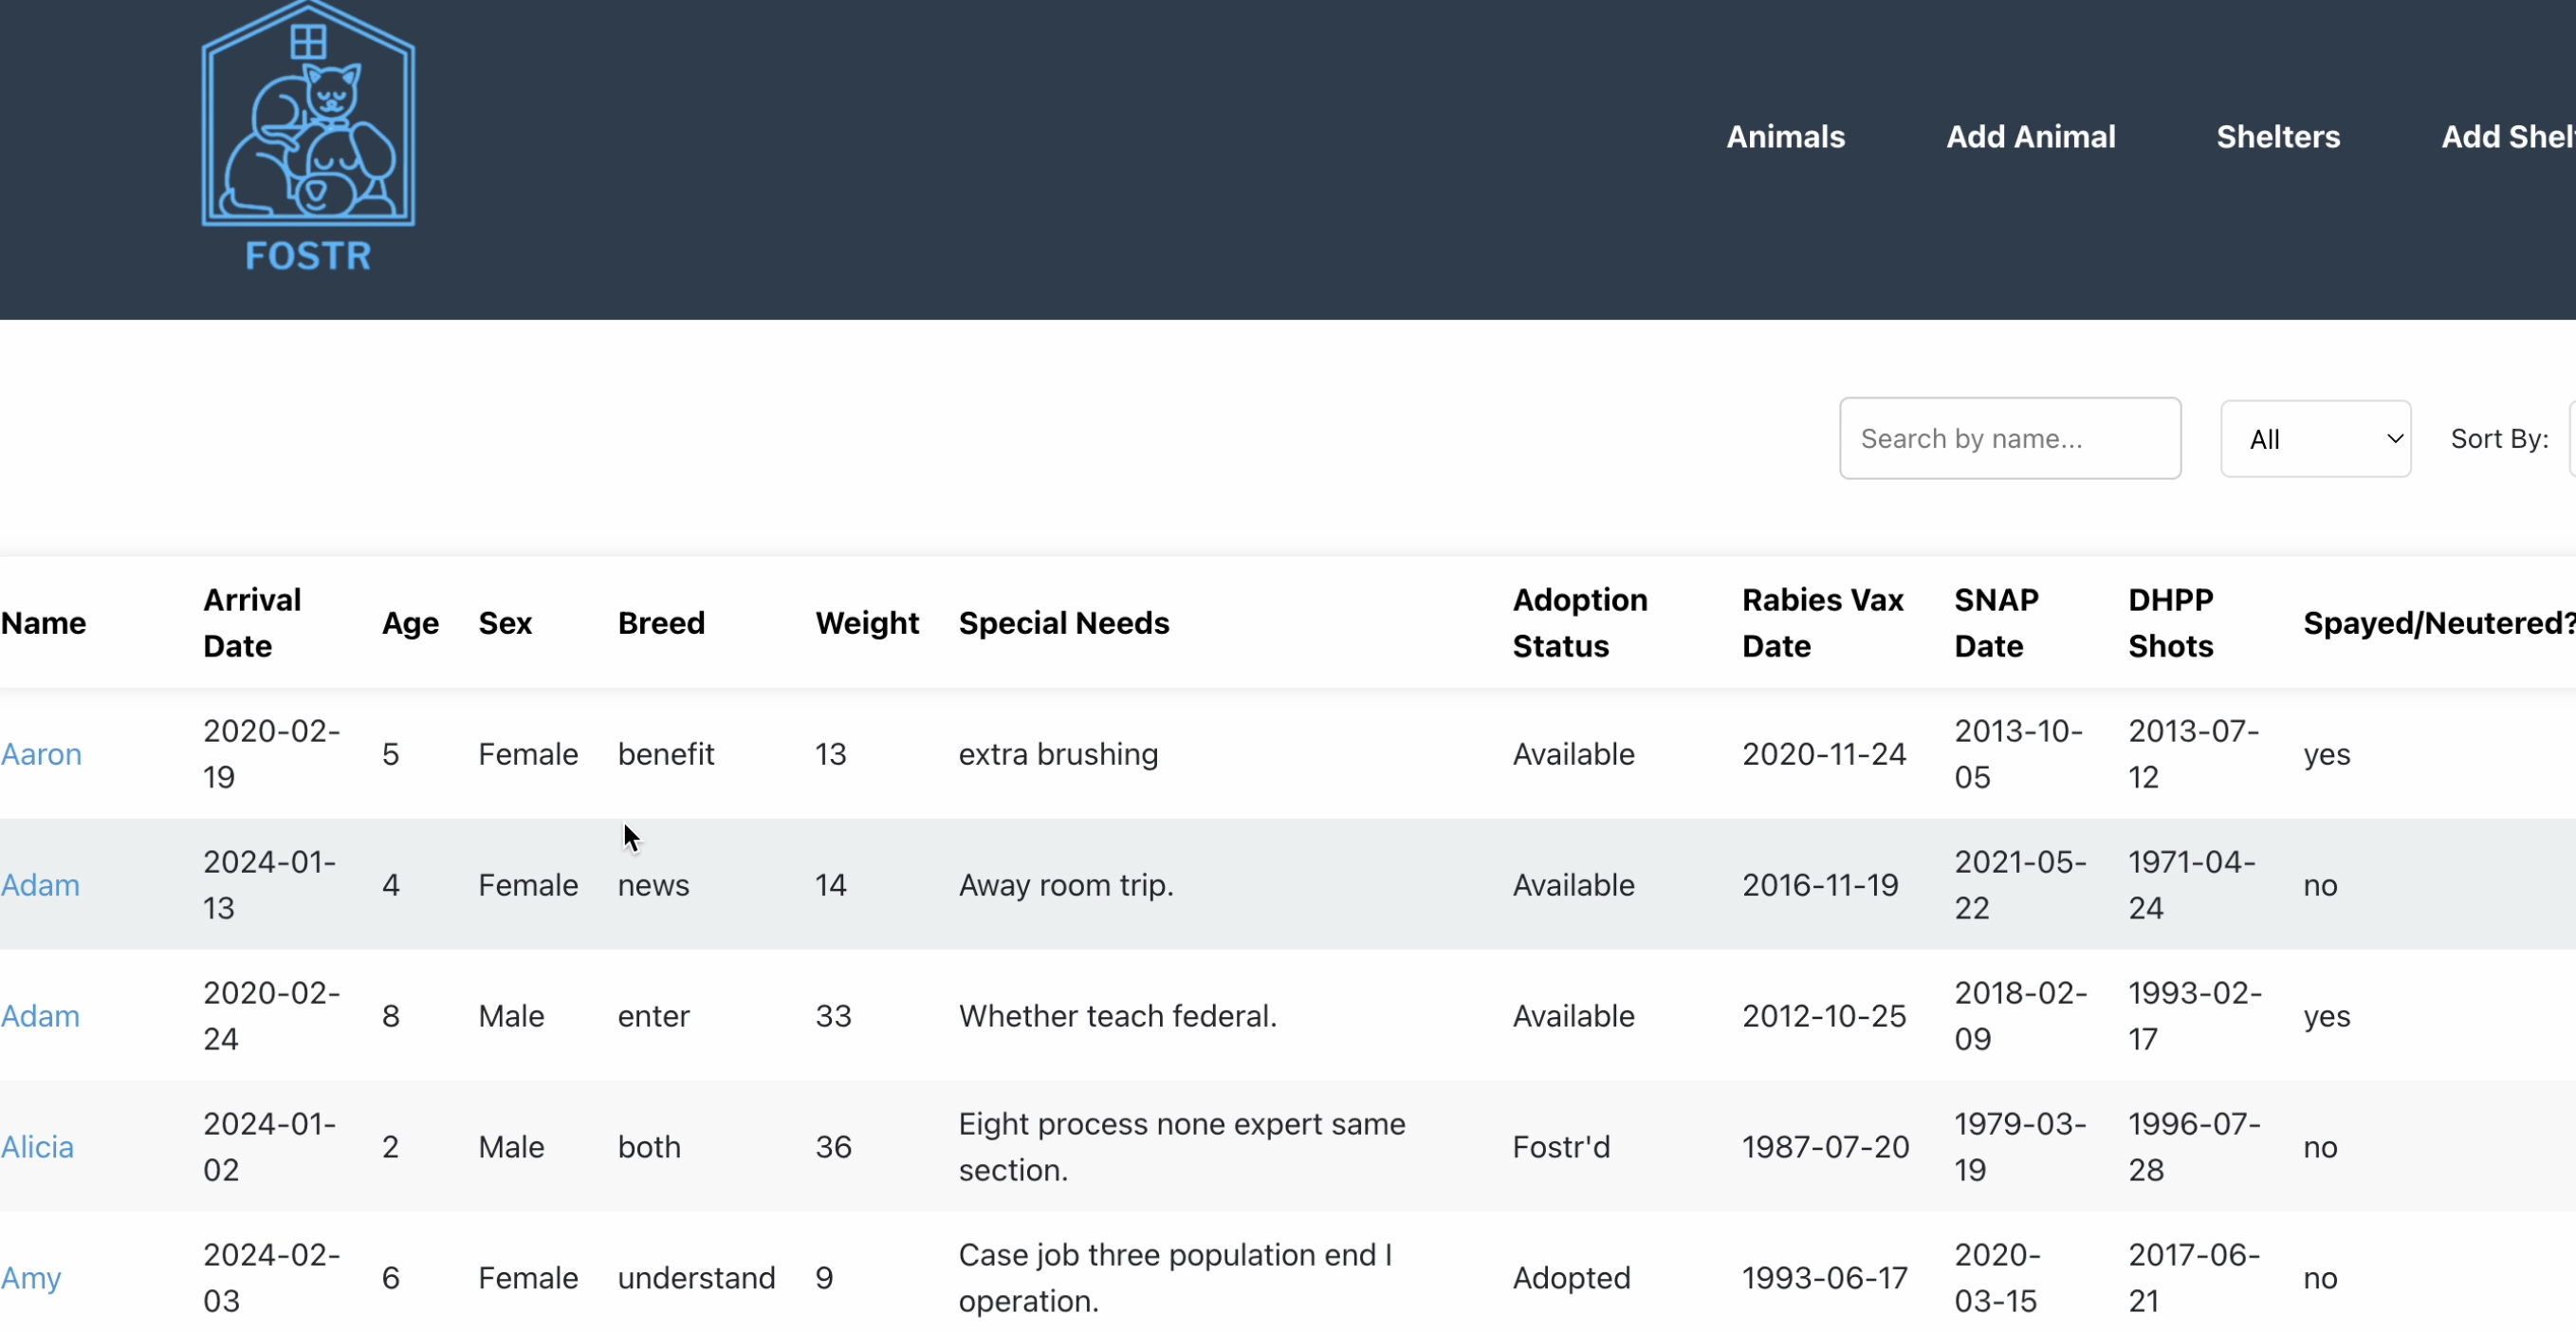 FOSTR
Animals Add Animal Shelters Add Shel
Search by name... All Sort By:
Name Arrival Date Age Sex Breed Weight Special Needs Adoption Status Rabies Vax Date SNAP Date DHPP Shots Spayed/Neutered?
Aaron 2020-02-19 5 Female benefit 13 extra brushing Available 2020-11-24 2013-10-05 2013-07-12 yes
Adam 2024-01-13 4 Female news 14 Away room trip. Available 2016-11-19 2021-05-22 1971-04-24 no
Adam 2020-02-24 8 Male enter 33 Whether teach federal. Available 2012-10-25 2018-02-09 1993-02-17 yes
Alicia 2024-01-02 2 Male both 36 Eight process none expert same section. Fostr'd 1987-07-20 1979-03-19 1996-07-28 no
Amy 2024-02-03 6 Female understand 9 Case job three population end I operation. Adopted 1993-06-17 2020-03-15 2017-06-21 no